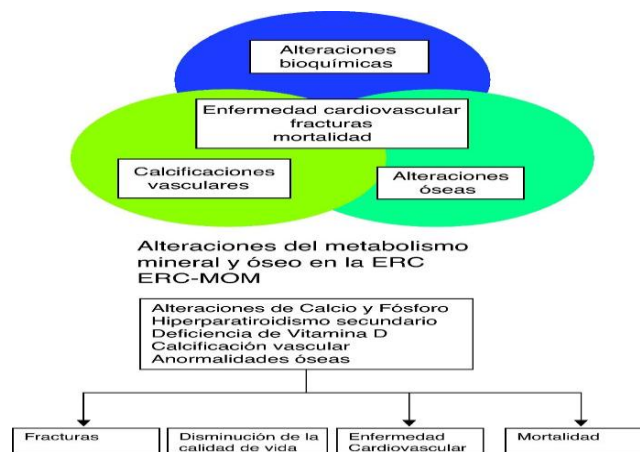 Alteraciones
bioquímicas
Enfermedad cardiovascular
fracturas
mortalidad
Calcificaciones
vasculares
Alteraciones
óseas
Alteraciones del metabolismo
mineral y óseo en la ERC
ERC-MOM
Alteraciones de Calcio y Fósforo
Hiperparatiroidismo secundario
Deficiencia de Vitamina D
Calcificación vascular
Anormalidades óseas
Fracturas
Disminución de la
calidad de vida
Enfermedad
Cardiovascular
Mortalidad